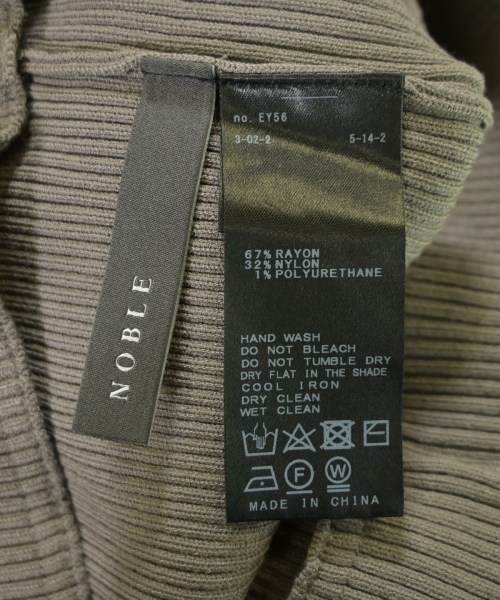 NOBLE
no. EY56
3-02-2 5-14-2
67% RAYON
32% NYLON
1% POLYURETHANE
HAND WASH
DO NOT BLEACH
DO NOT TUMBLE DRY
DRY FLAT IN THE SHADE
COOL IRON
DRY CLEAN
WET CLEAN
F W
MADE IN CHINA